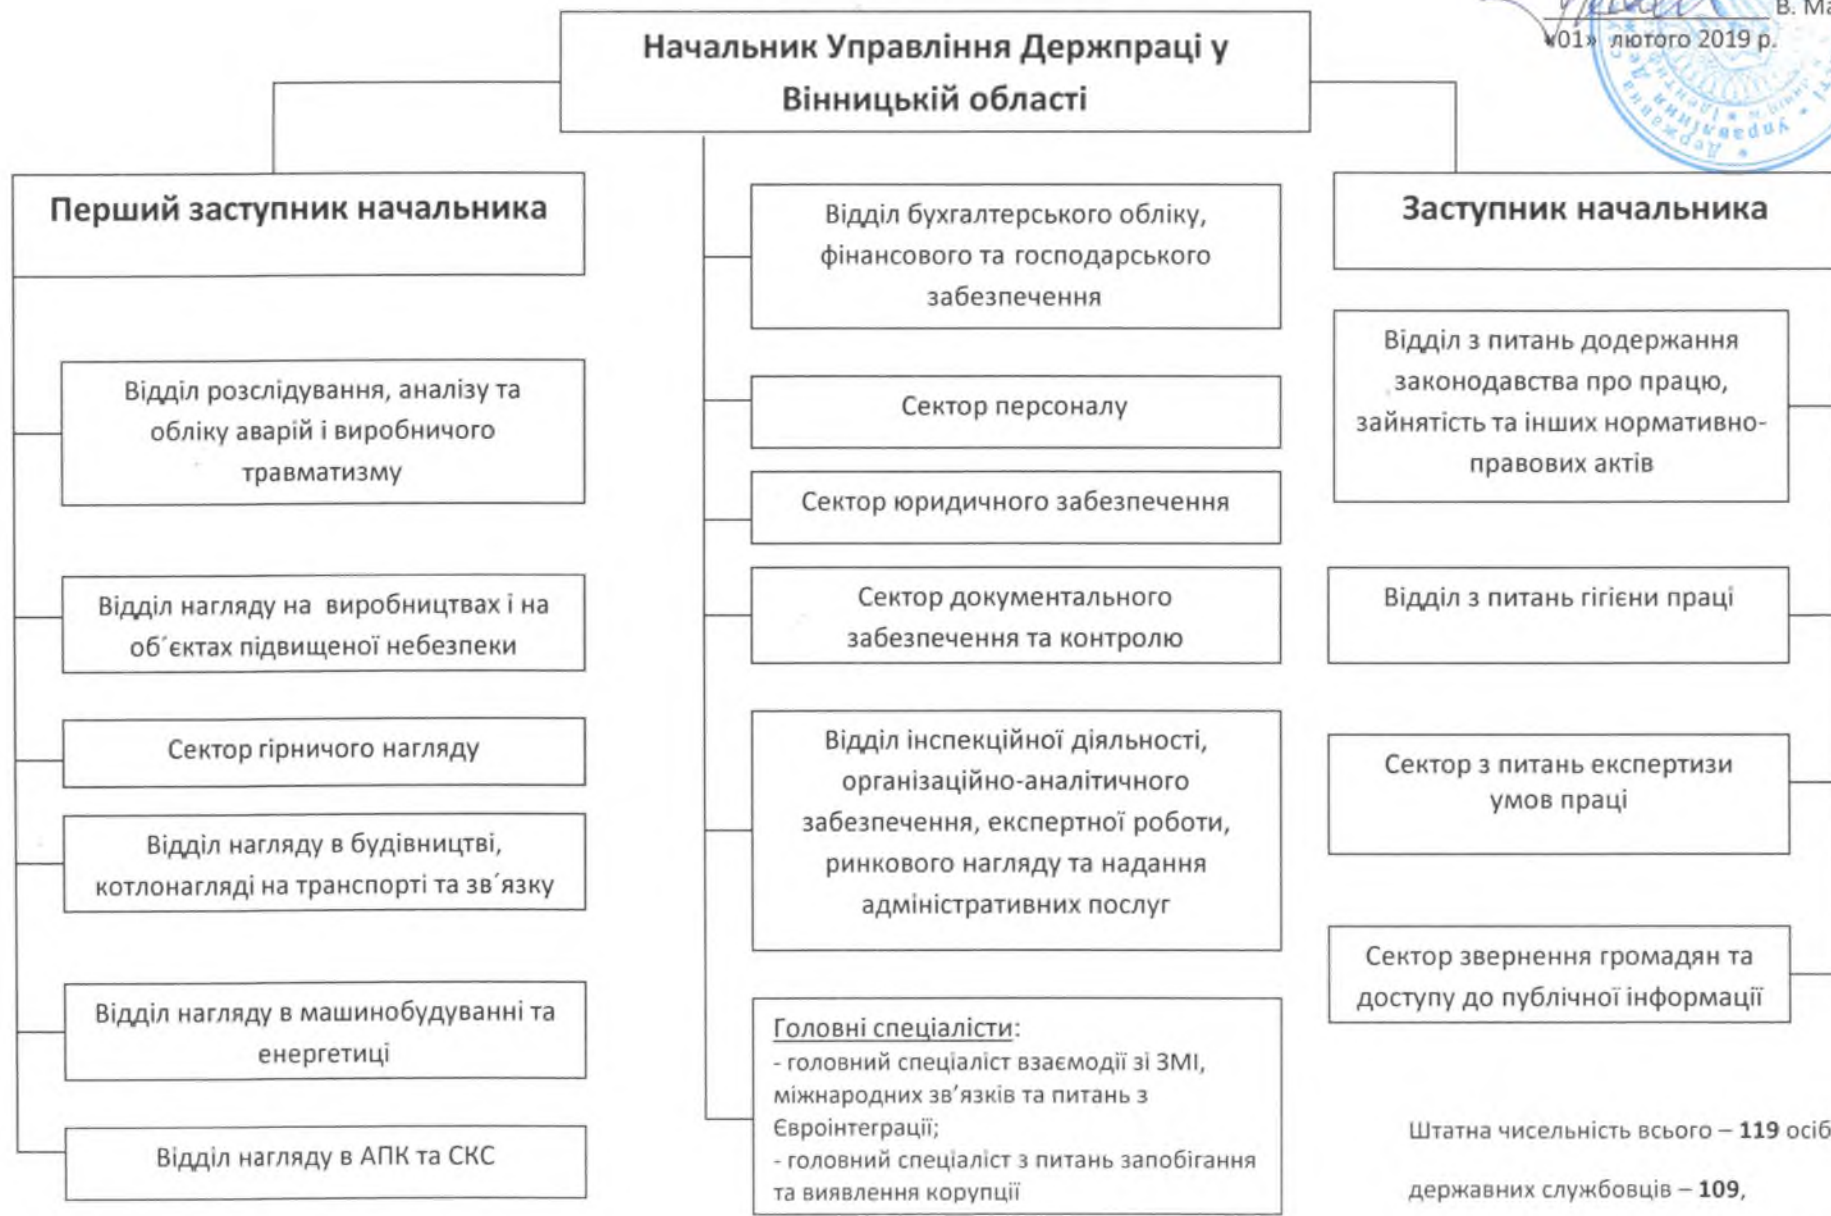 В. Ма
«01» лютого 2019 р.
Начальник Управління Держпраці у
Вінницькій області
Перший заступник начальника
Відділ розслідування, аналізу та
обліку аварій і виробничого
травматизму
Відділ нагляду на виробництвах і на
об´єктах підвищеної небезпеки
Сектор гірничого нагляду
Відділ нагляду в будівництві,
котлонагляді на транспорті та зв´язку
Відділ нагляду в машинобудуванні та
енергетиці
Відділ нагляду в АПК та СКС
Відділ бухгалтерського обліку,
фінансового та господарського
забезпечення
Сектор персоналу
Сектор юридичного забезпечення
Сектор документального
забезпечення та контролю
Відділ інспекційної діяльності,
організаційно-аналітичного
забезпечення, експертної роботи,
ринкового нагляду та надання
адміністративних послуг
Головні спеціалісти:
- головний спеціаліст взаємодії зі ЗМІ,
міжнародних зв’язків та питань з
Євроінтеграції;
- головний спеціаліст з питань запобігання
та виявлення корупції
Заступник начальника
Відділ з питань додержання
законодавства про працю,
зайнятість та інших нормативно-
правових актів
Відділ з питань гігієни праці
Сектор з питань експертизи
умов праці
Сектор звернення громадян та
доступу до публічної інформації
Штатна чисельність всього – 119 осіб
державних службовців – 109,